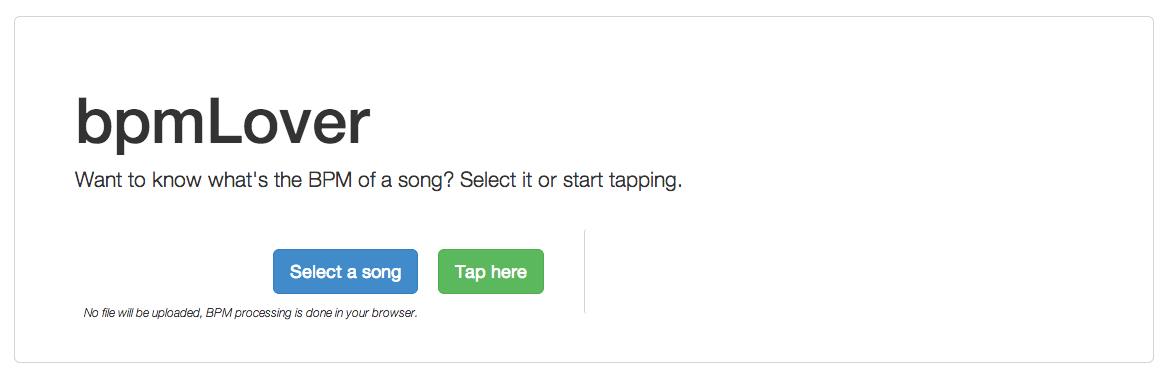 bpmLover
Want to know what's the BPM of a song? Select it or start tapping.
Select a song
Tap here
No file will be uploaded, BPM processing is done in your browser.